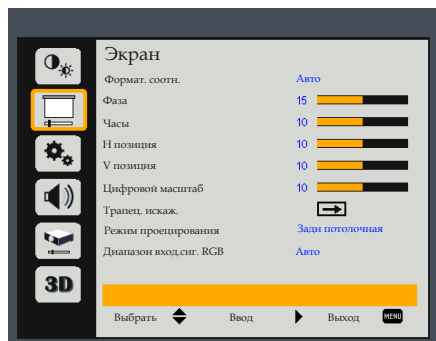 Экран
Формат. соотн. Авто
Фаза 15
Часы 10
H позиция 10
V позиция 10
Цифровой масштаб 10
Трапец. искаж.
Режим проецирования Задн потолочная
Диапазон вход.сиг. RGB Авто
3D
Выбрать Ввод Выход MENU